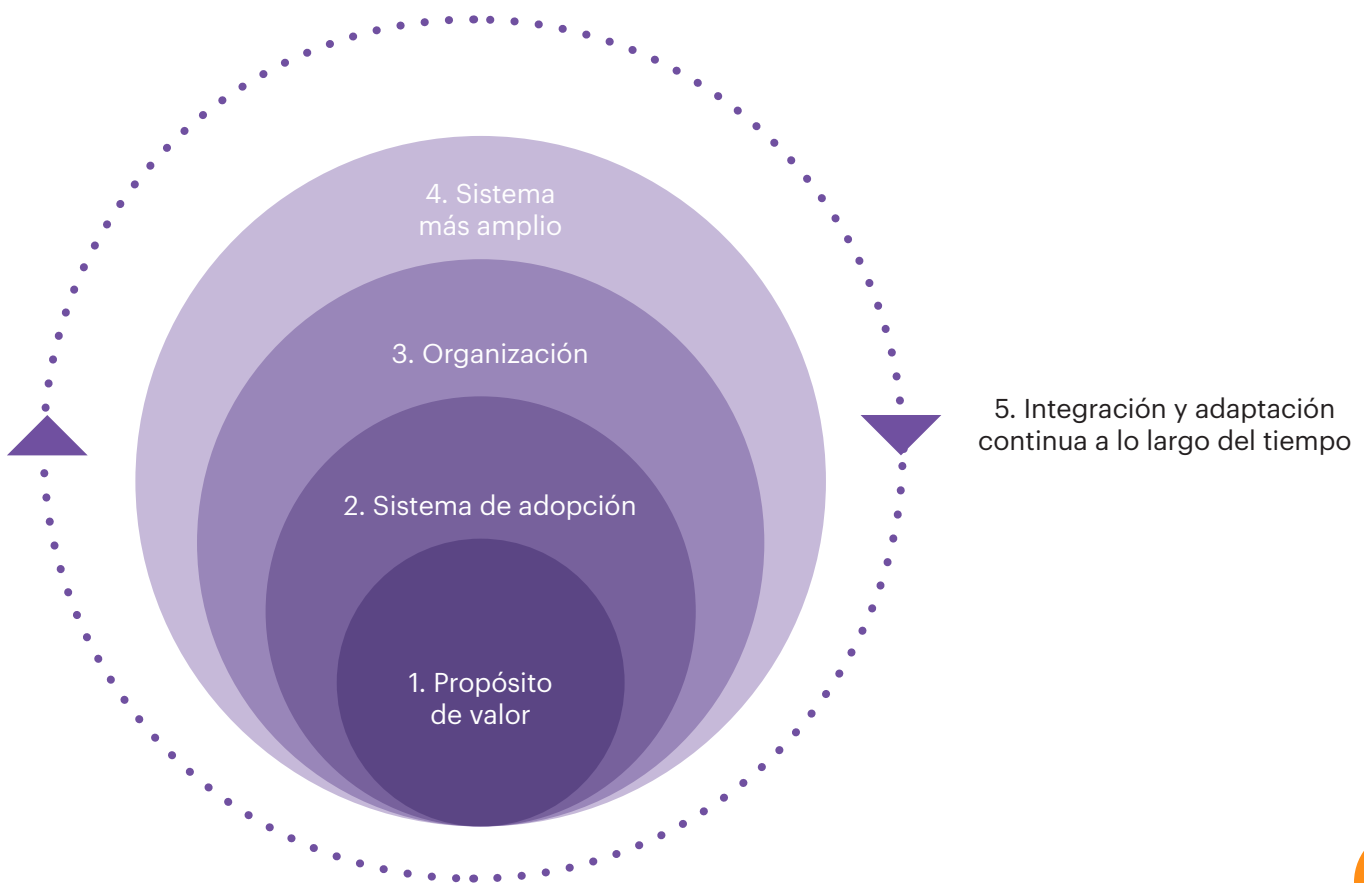 4. Sistema
más amplio
3. Organización
2. Sistema de adopción
1. Propósito
de valor
5. Integración y adaptación
continua a lo largo del tiempo